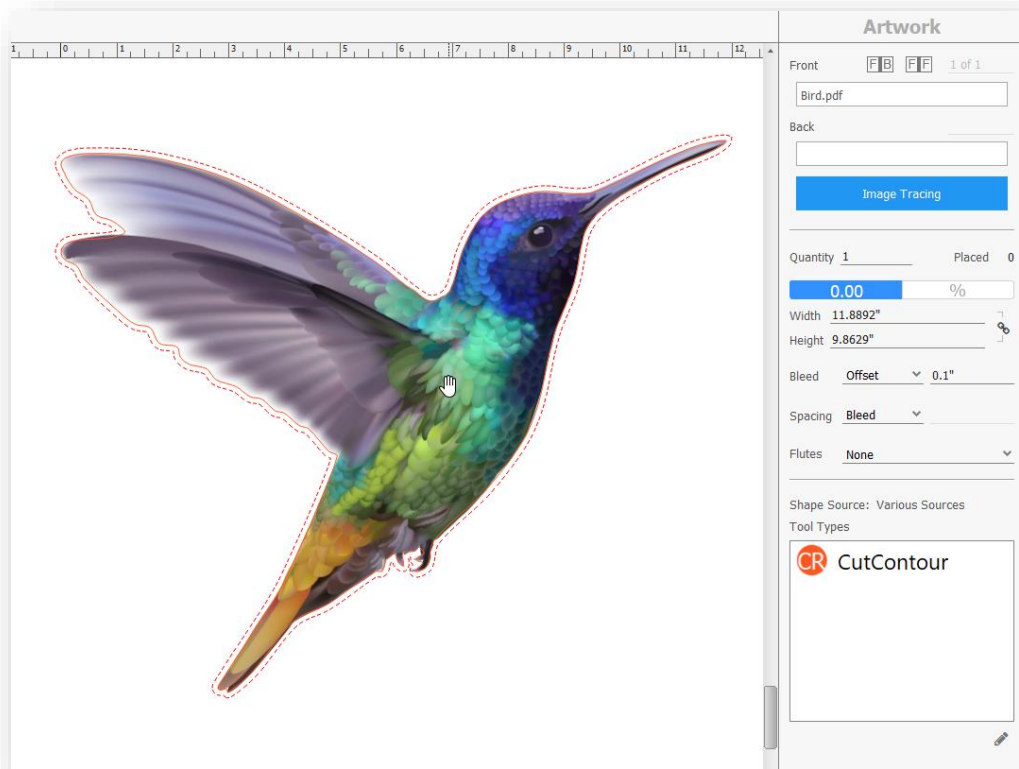 Artwork
1 0 1 2 3 4 5 6 7 8 9 10 11 12
Front F B F F 1 of 1
Bird.pdf
Back
Image Tracing
Quantity 1 Placed 0
0.00 %
Width 11.8892"
Height 9.8629"
Bleed Offset 0.1"
Spacing Bleed
Flutes None
Shape Source: Various Sources
Tool Types
CR CutContour